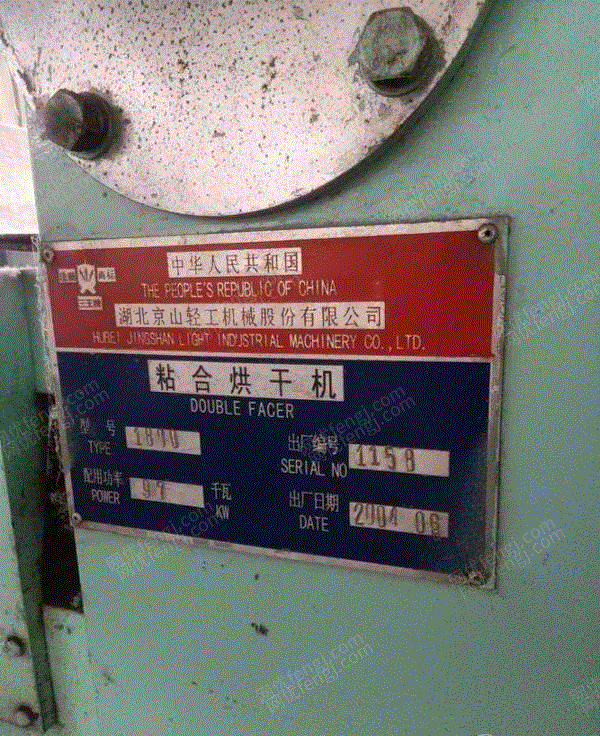 中华人民共和国
THE PEOPLE'S REPUBLIC OF CHINA
湖北京山轻工机械股份有限公司
HUBEI JINGSHAN LIGHT INDUSTRIAL MACHINERY CO., LTD.
粘合烘干机
DOUBLE FACER
型号 1800 出厂编号 1158
TYPE SERIAL NO
配用功率 千瓦 出厂日期 2004 06
POWER KW DATE